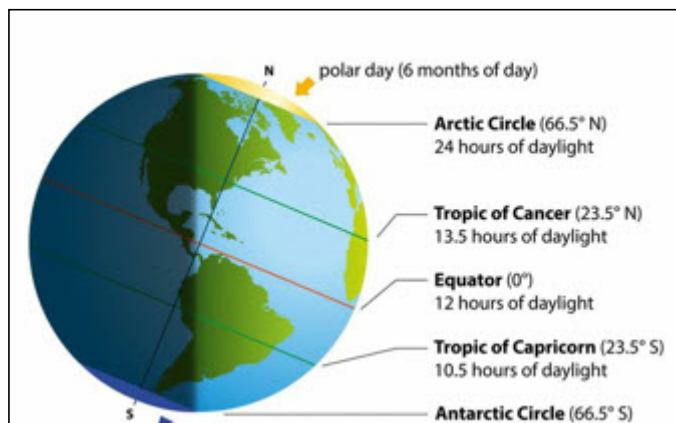 N
polar day (6 months of day)
Arctic Circle (66.5° N)
24 hours of daylight
Tropic of Cancer (23.5° N)
13.5 hours of daylight
Equator (0°)
12 hours of daylight
Tropic of Capricorn (23.5° S)
10.5 hours of daylight
Antarctic Circle (66.5° S)
S